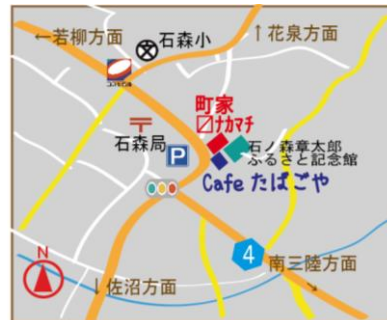 ←若柳方面
石森小
↑花泉方面
町家
ナカマチ
石森局
P
石ノ森章太郎
ふるさと記念館
Cafe たばごや
4
南三陸方面
↘
N
↓佐沼方面